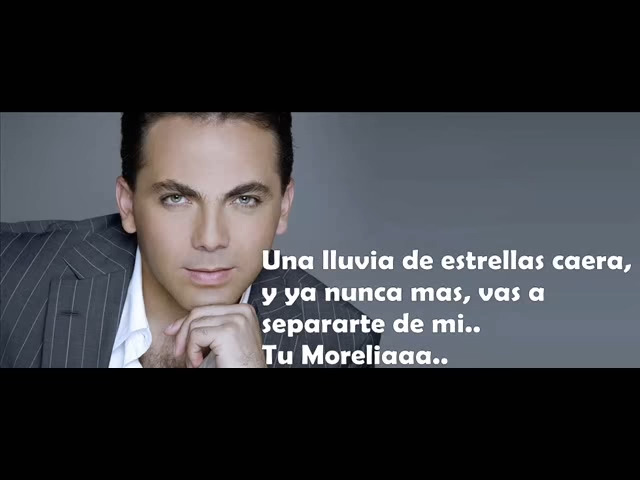 Una lluvia de estrellas caera,
y ya nunca mas, vas a
separarte de mi..
Tu Moreliaaa..